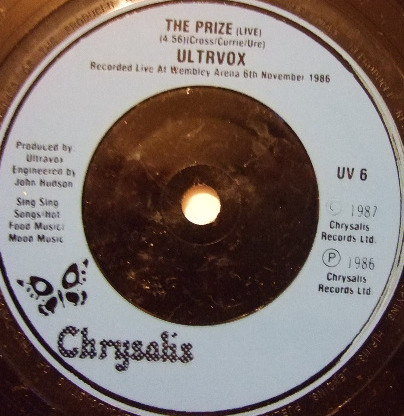 THE PRIZE (LIVE)
(4.56)(Cross/Currie/Ure)
ULTRVOX
Recorded Live At Wembley Arena 6th November 1986
Produced by
Ultravox
Engineered by
John Hudson
Sing Sing
Songs/Hot
Food Music/
Mood Music
UV 6
© 1987
Chrysalis
Records Ltd.
Ⓟ 1986
Chrysalis
Records Ltd.
Chrysalis